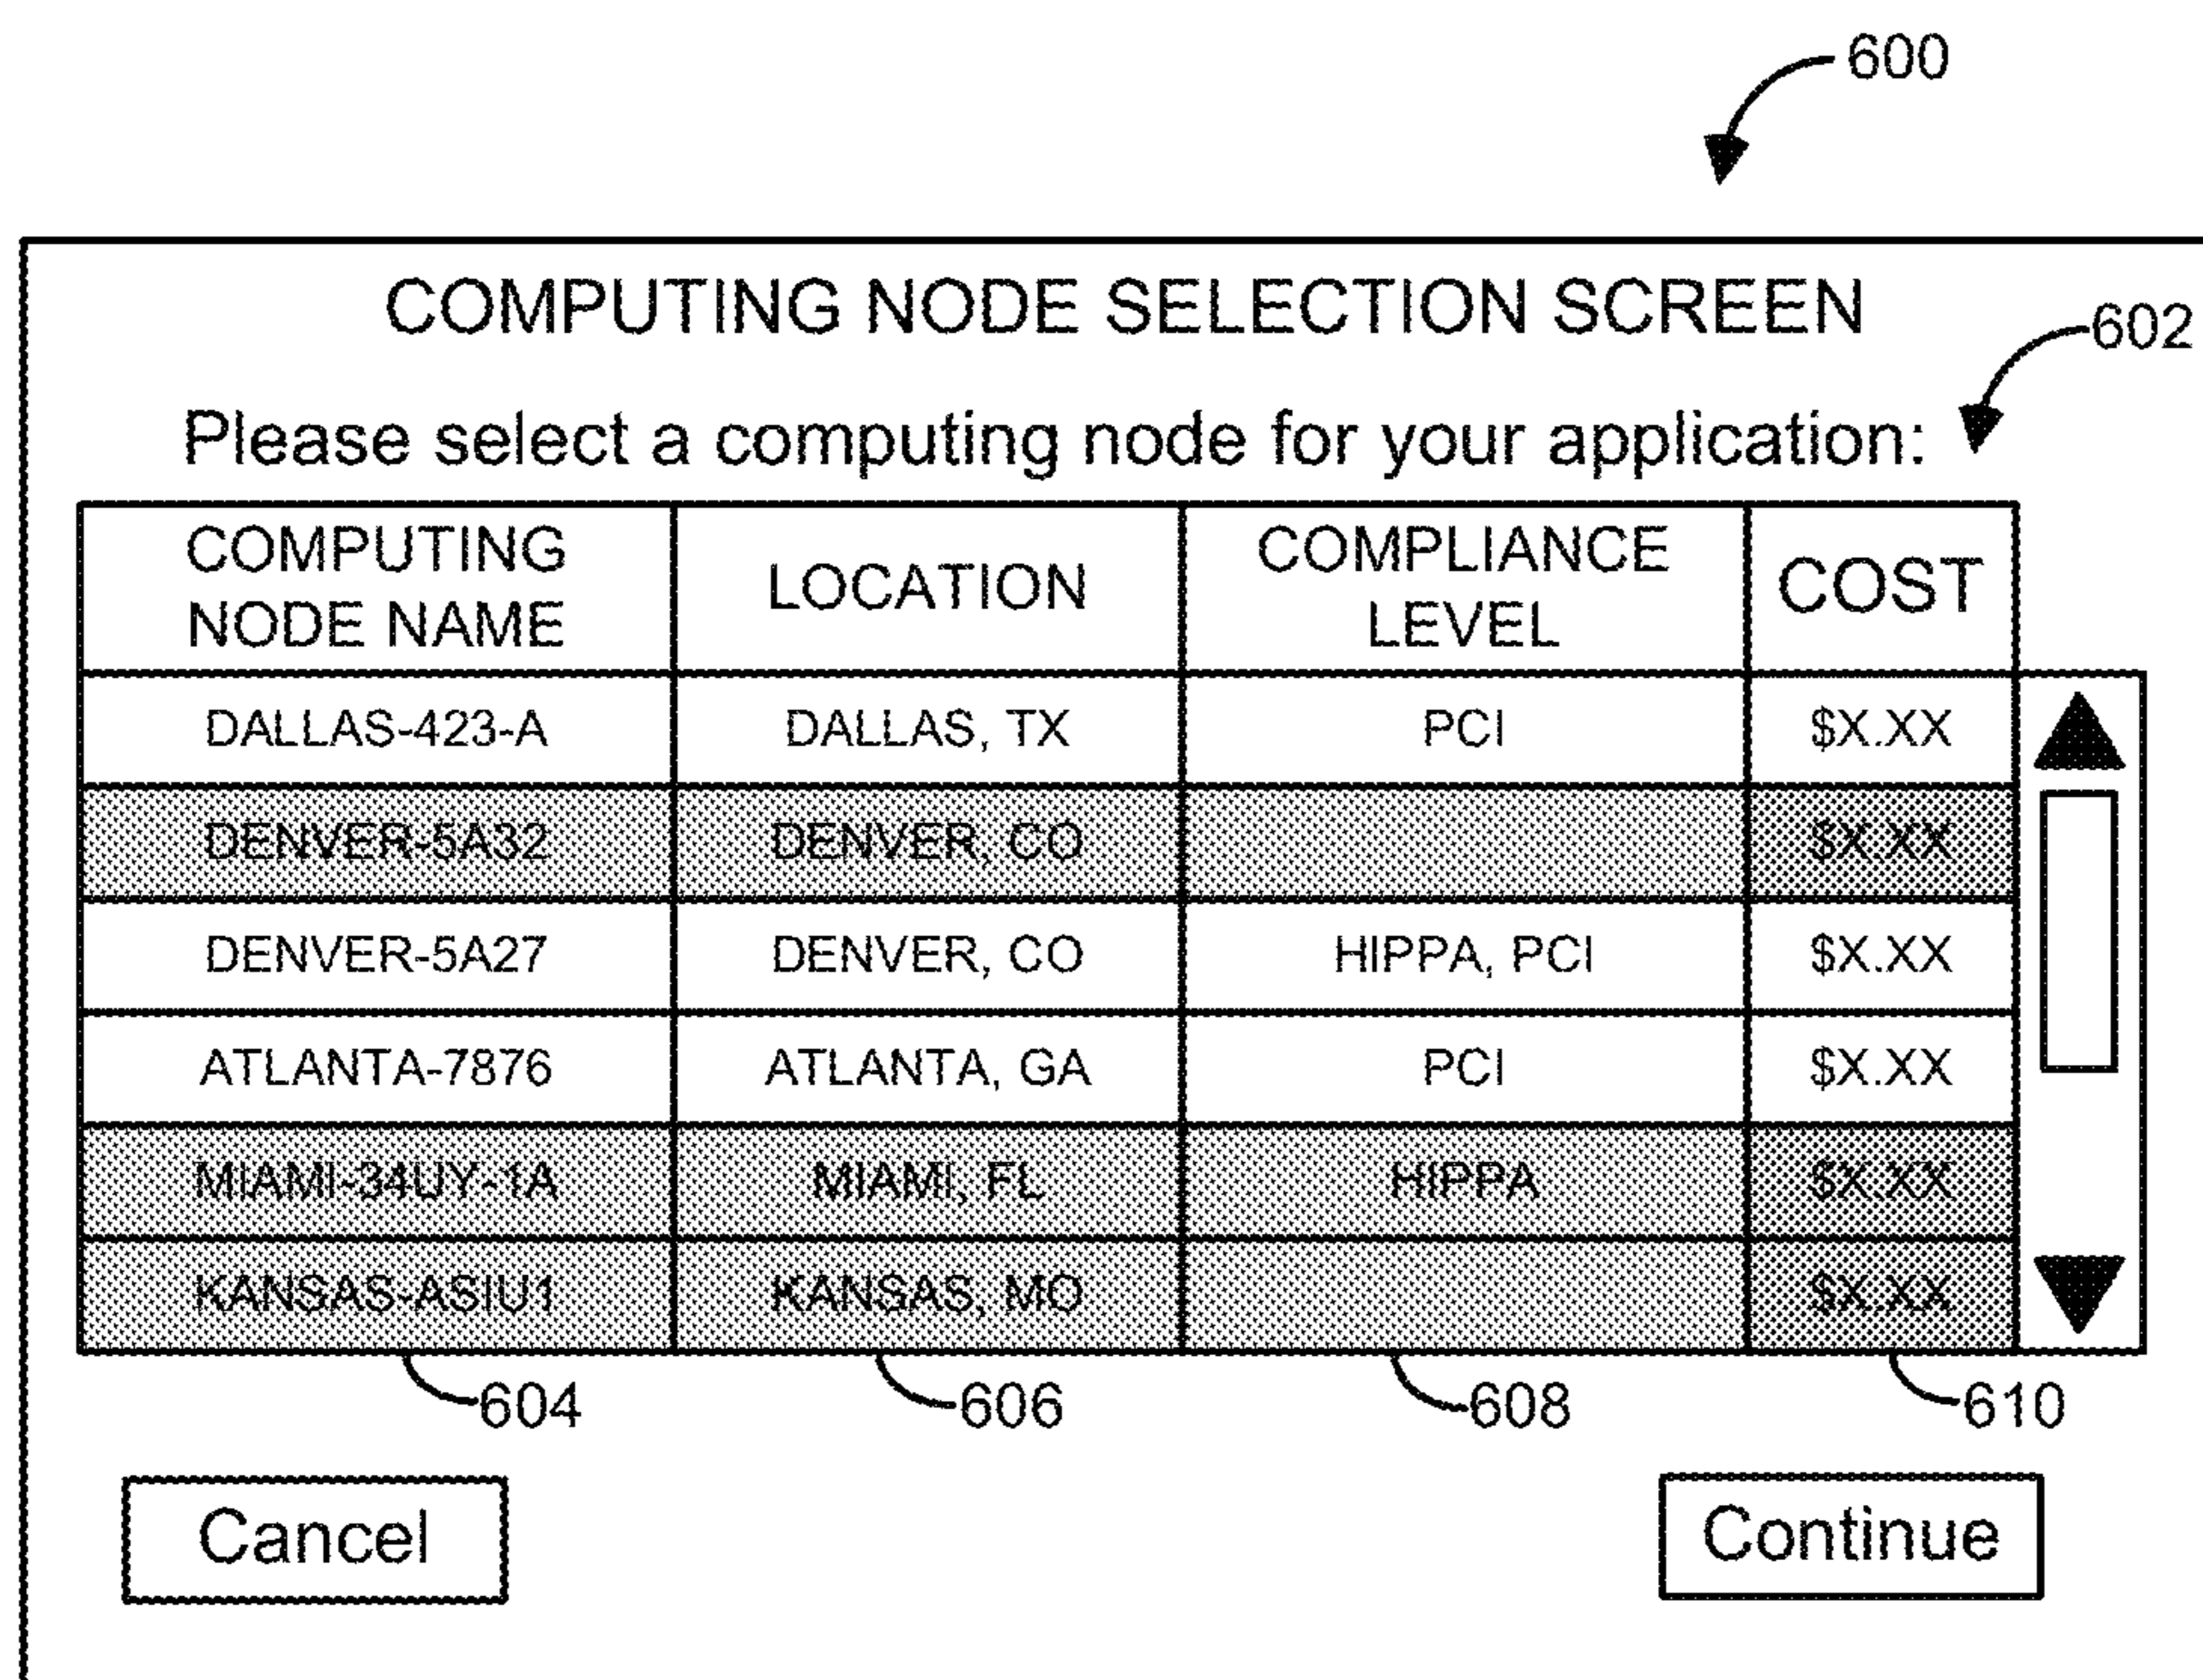 600
COMPUTING NODE SELECTION SCREEN
602
Please select a computing node for your application:
COMPUTING NODE NAME LOCATION COMPLIANCE LEVEL COST
DALLAS-423-A DALLAS, TX PCI $X.XX
DENVER-5A32 DENVER, CO $X.XX
DENVER-5A27 DENVER, CO HIPPA, PCI $X.XX
ATLANTA-7876 ATLANTA, GA PCI $X.XX
MIAMI-34UY-1A MIAMI, FL HIPPA $X.XX
KANSAS-ASIU1 KANSAS, MO $X.XX
604 606 608 610
Cancel Continue